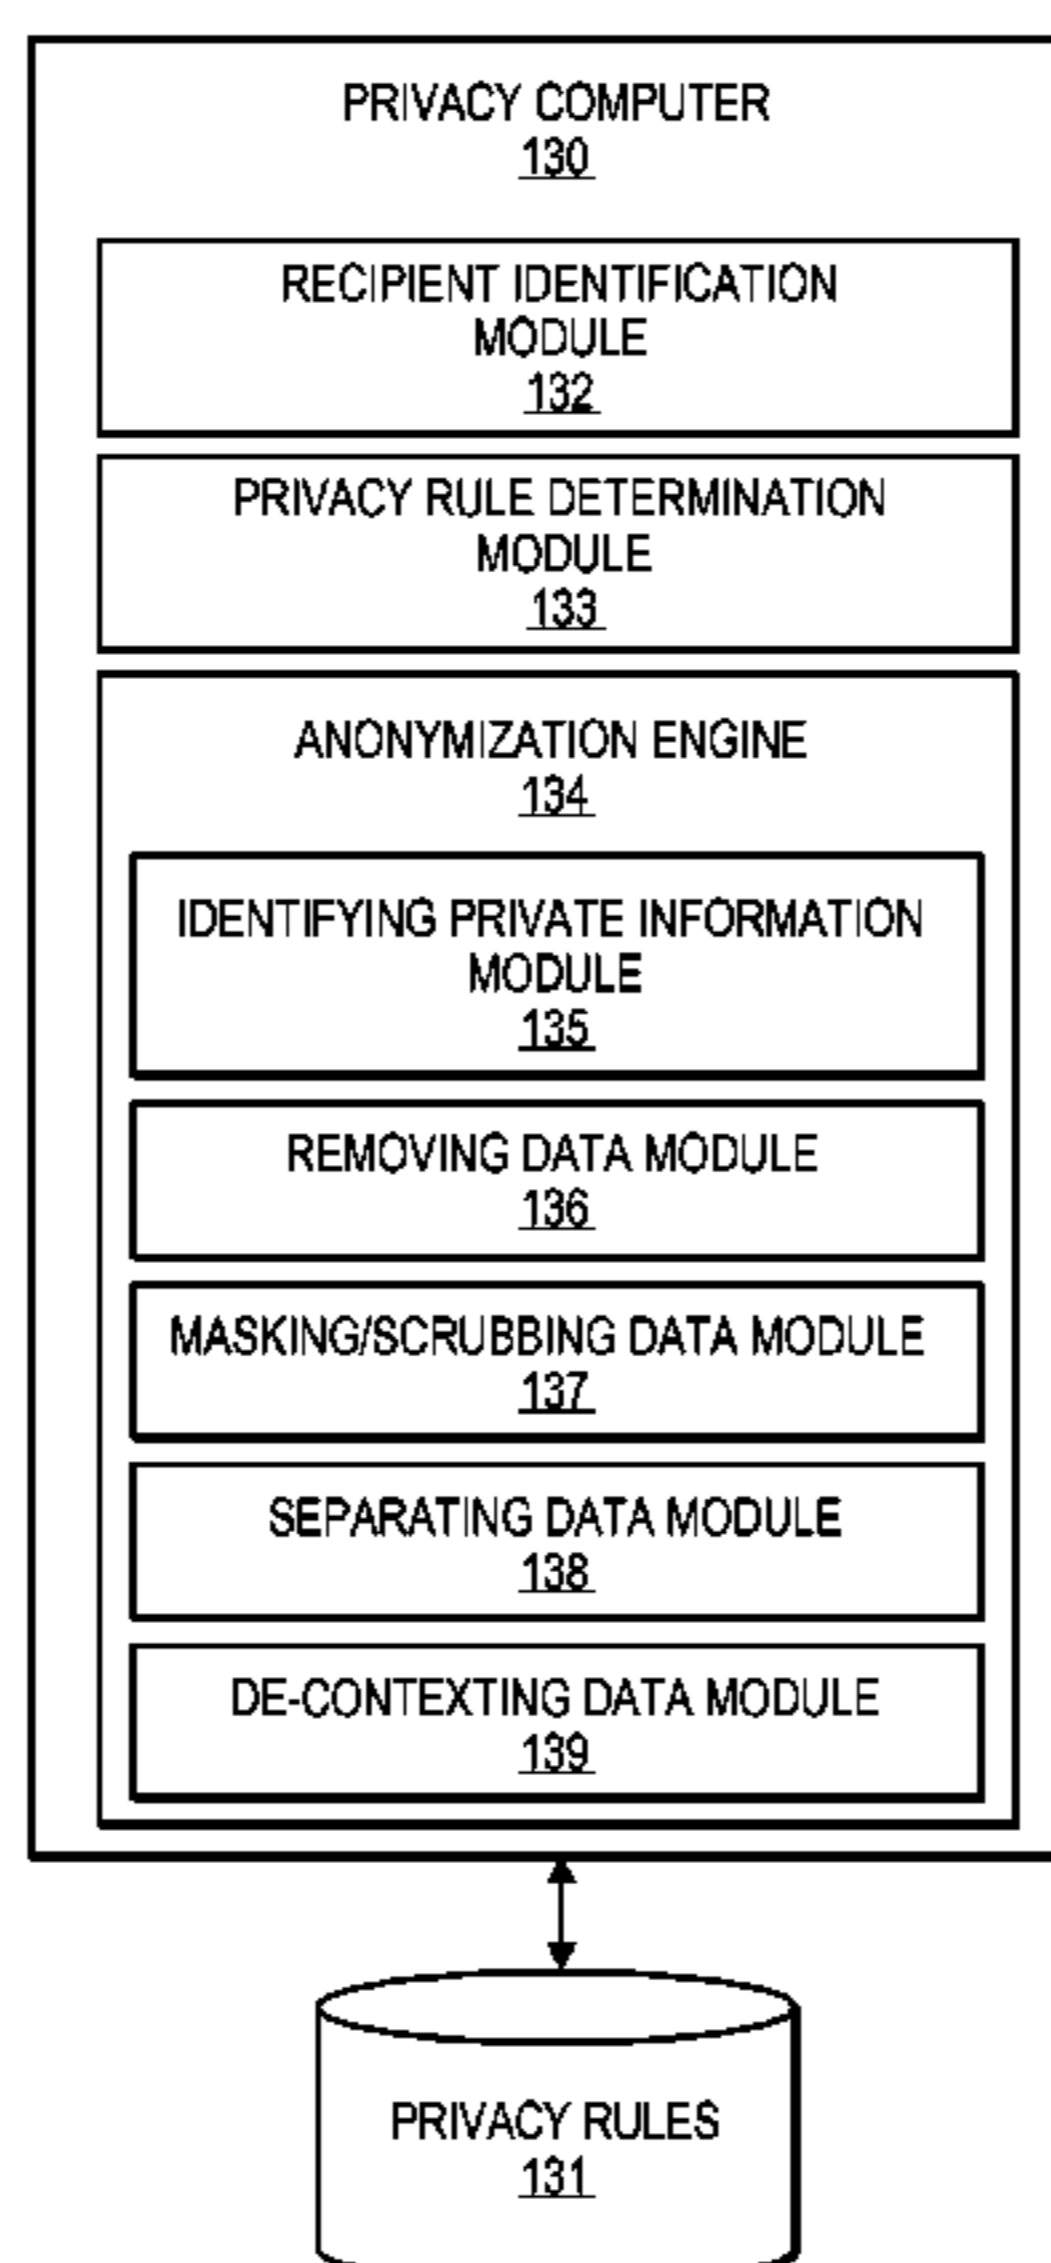 PRIVACY COMPUTER
130
RECIPIENT IDENTIFICATION
MODULE
132
PRIVACY RULE DETERMINATION
MODULE
133
ANONYMIZATION ENGINE
134
IDENTIFYING PRIVATE INFORMATION
MODULE
135
REMOVING DATA MODULE
136
MASKING/SCRUBBING DATA MODULE
137
SEPARATING DATA MODULE
138
DE-CONTEXTING DATA MODULE
139
PRIVACY RULES
131